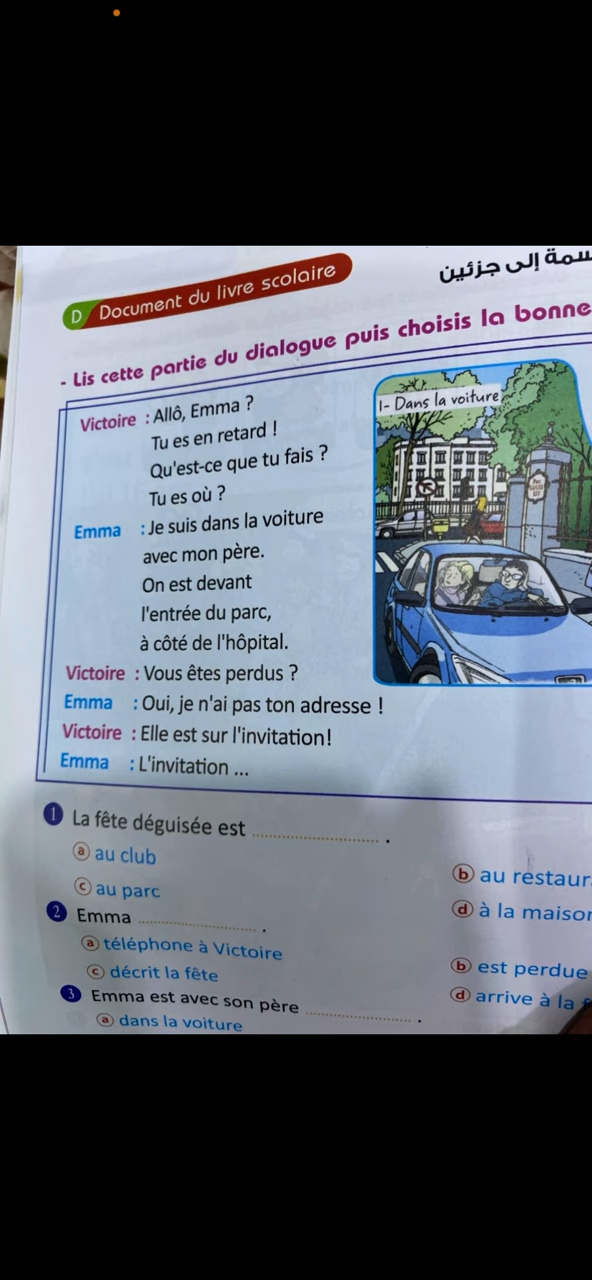 D Document du livre scolaire
إلى جزئين
- Lis cette partie du dialogue puis choisis la bonne
Victoire : Allô, Emma ?
Tu es en retard !
Qu'est-ce que tu fais ?
Tu es où ?
Emma : Je suis dans la voiture
avec mon père.
On est devant
l'entrée du parc,
à côté de l'hôpital.
Victoire : Vous êtes perdus ?
Emma : Oui, je n'ai pas ton adresse !
Victoire : Elle est sur l'invitation!
Emma : L'invitation ...
1- Dans la voiture
1 La fête déguisée est .................... .
a au club
b au restaur
c au parc
d à la maison
2 Emma .................... .
a téléphone à Victoire
b est perdue
c décrit la fête
d arrive à la
3 Emma est avec son père .................... .
a dans la voiture